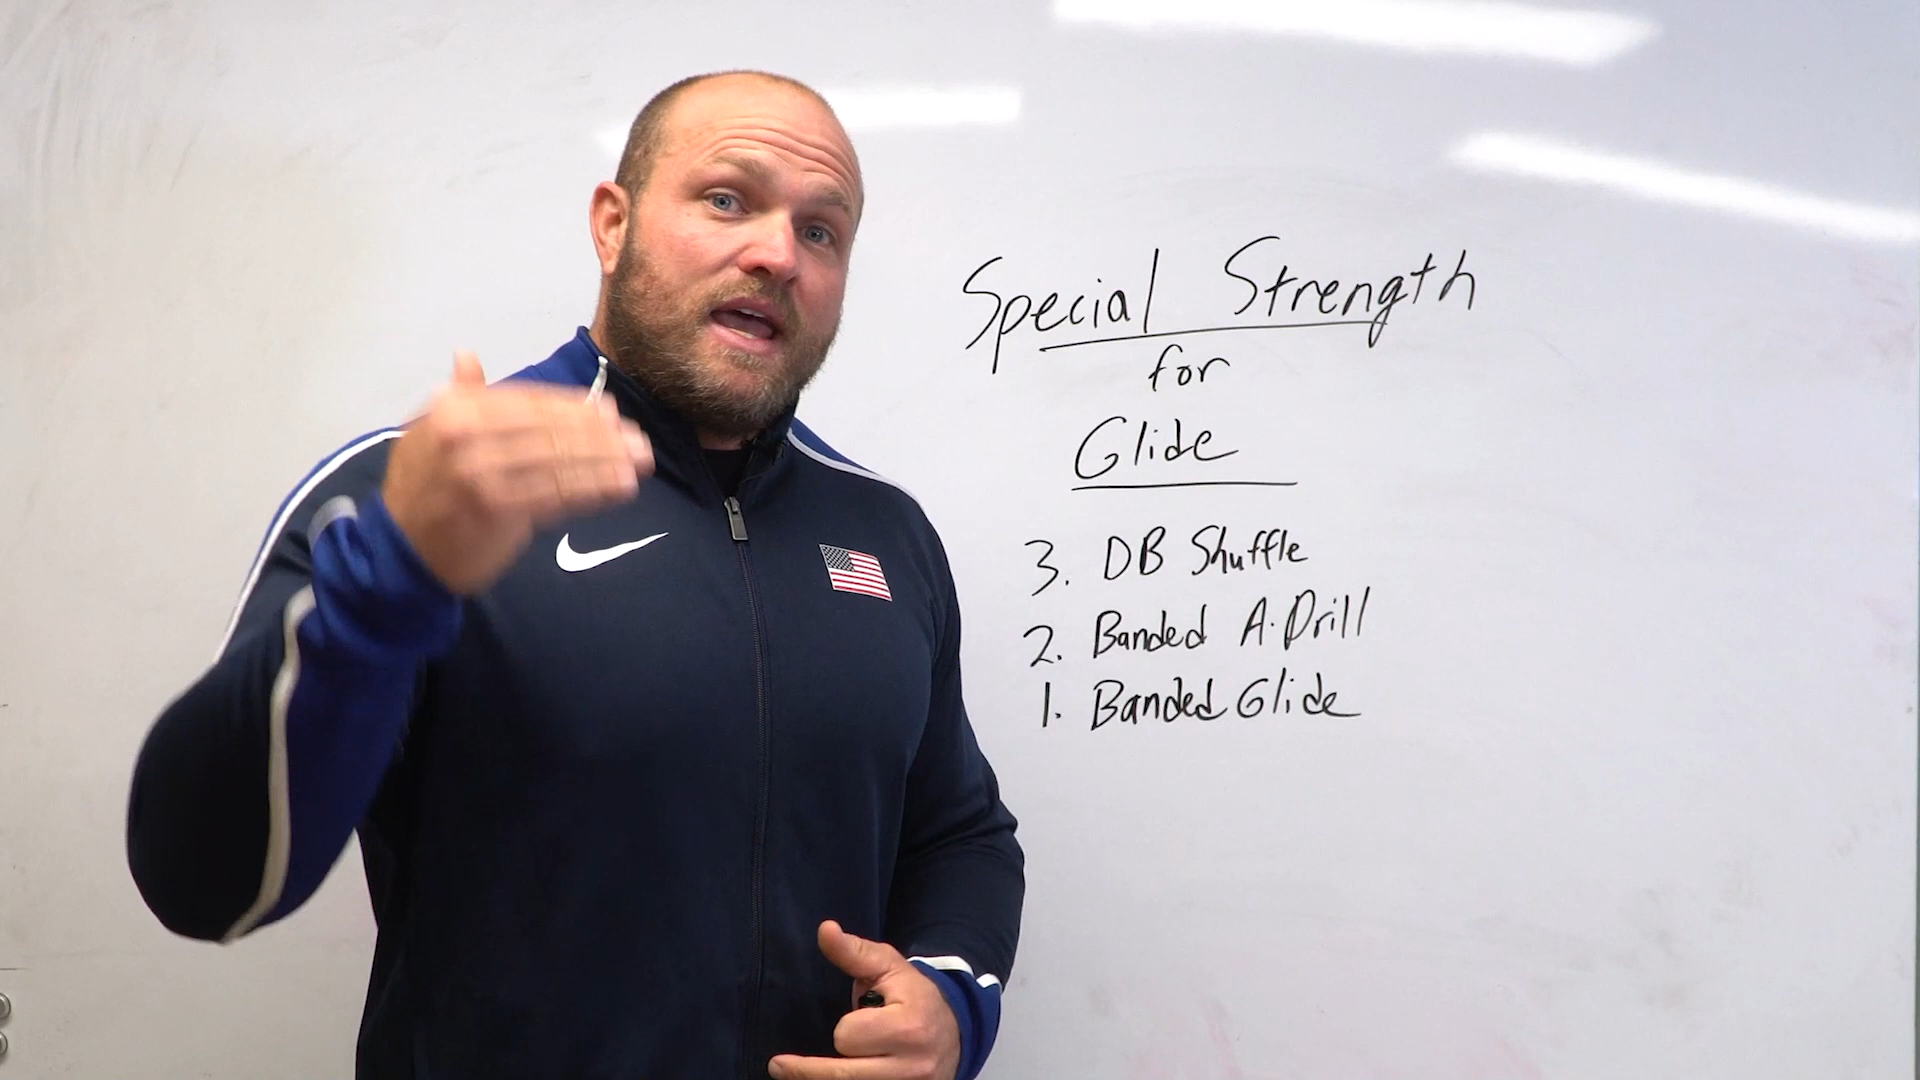 Special Strength
for
Glide
3. DB Shuffle
2. Banded A-Drill
1. Banded Glide